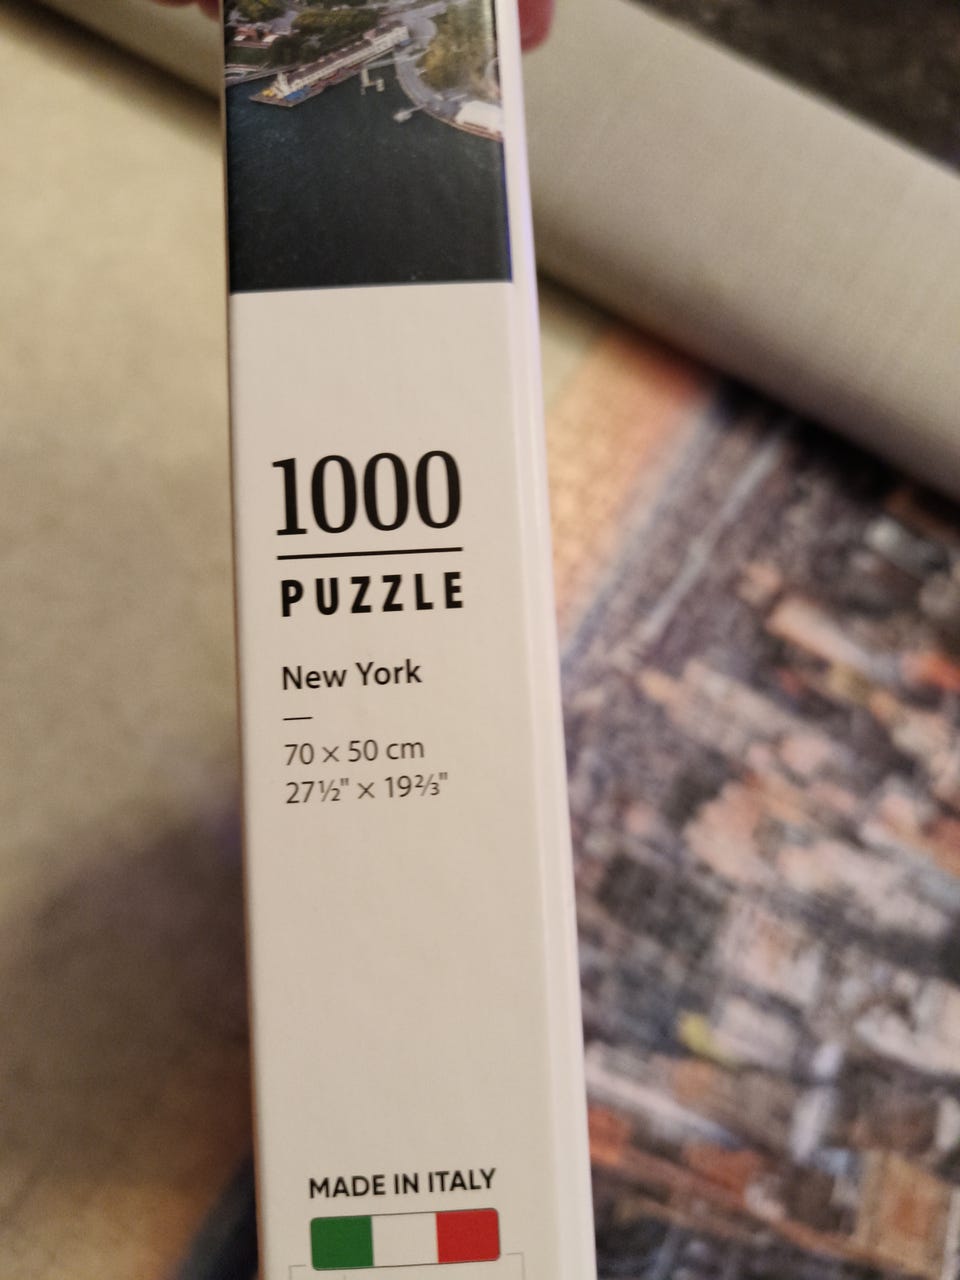 1000
PUZZLE
New York
—
70 × 50 cm
27½" × 19⅔"
MADE IN ITALY